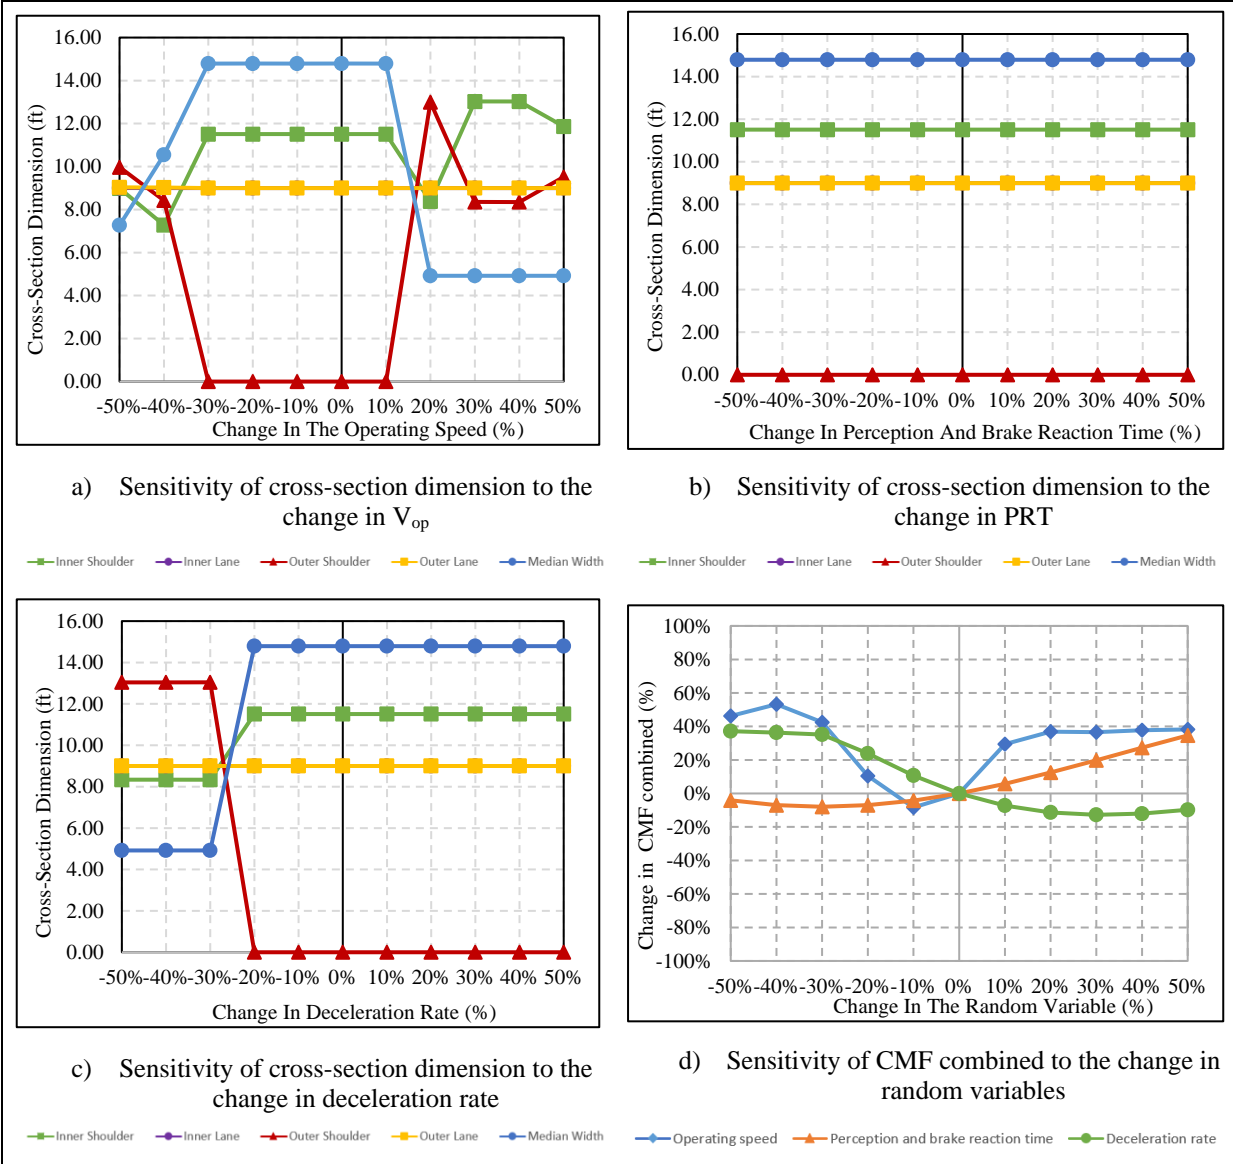 16.00
14.00
12.00
10.00
8.00
6.00
4.00
2.00
0.00
Cross-Section Dimension (ft)
-50%-40%-30%-20%-10% 0% 10% 20% 30% 40% 50%
Change In The Operating Speed (%)
a) Sensitivity of cross-section dimension to the
change in Vop
Inner Shoulder Inner Lane Outer Shoulder Outer Lane Median Width
16.00
14.00
12.00
10.00
8.00
6.00
4.00
2.00
0.00
Cross-Section Dimension (ft)
-50%-40%-30%-20%-10% 0% 10% 20% 30% 40% 50%
Change In Perception And Brake Reaction Time (%)
b) Sensitivity of cross-section dimension to the
change in PRT
Inner Shoulder Inner Lane Outer Shoulder Outer Lane Median Width
16.00
14.00
12.00
10.00
8.00
6.00
4.00
2.00
0.00
Cross-Section Dimension (ft)
-50%-40%-30%-20%-10% 0% 10% 20% 30% 40% 50%
Change In Deceleration Rate (%)
c) Sensitivity of cross-section dimension to the
change in deceleration rate
Inner Shoulder Inner Lane Outer Shoulder Outer Lane Median Width
100%
80%
60%
40%
20%
0%
-20%
-40%
-60%
-80%
-100%
Change in CMF combined (%)
-50%-40%-30%-20%-10% 0% 10% 20% 30% 40% 50%
Change In The Random Variable (%)
d) Sensitivity of CMF combined to the change in
random variables
Operating speed Perception and brake reaction time Deceleration rate